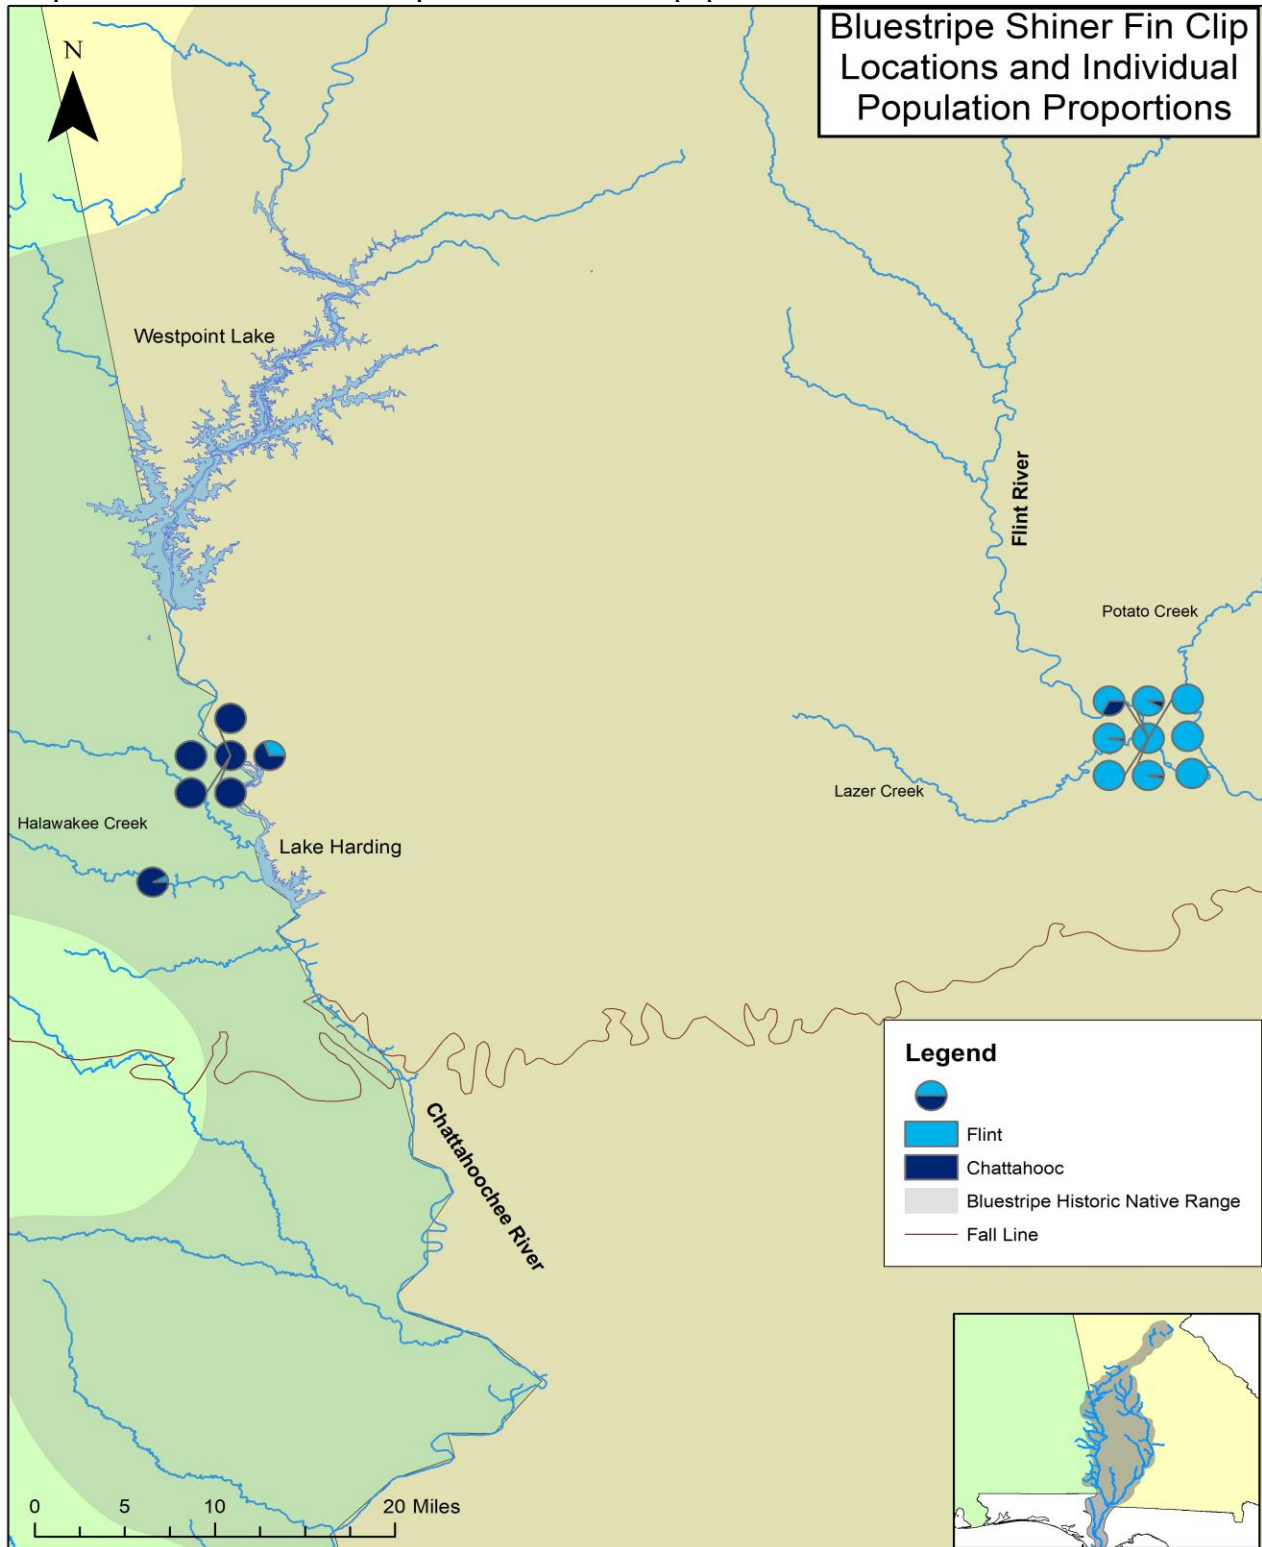 Bluestripe Shiner Fin Clip
Locations and Individual
Population Proportions
N
Westpoint Lake
Flint River
Potato Creek
Lazer Creek
Halawakee Creek
Lake Harding
Chattahoochee River
Legend
Flint
Chattahooc
Bluestripe Historic Native Range
Fall Line
0 5 10 20 Miles